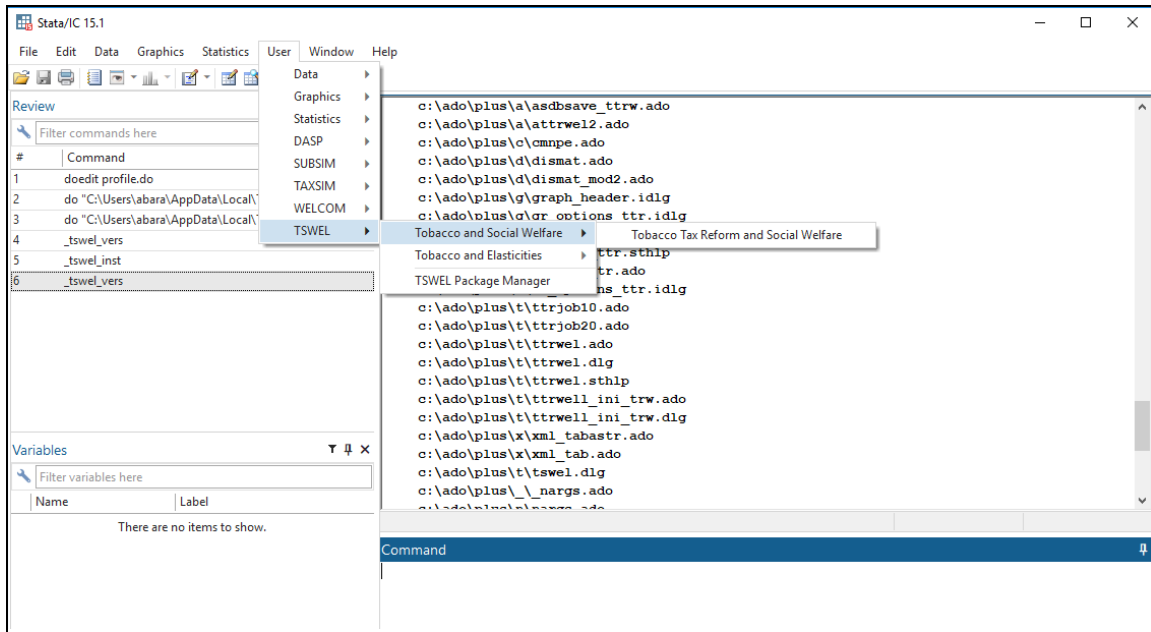 Stata/IC 15.1
File Edit Data Graphics Statistics User Window Help
Data
Graphics
Statistics
DASP
SUBSIM
TAXSIM
WELCOM
TSWEL
Tobacco and Social Welfare
Tobacco and Elasticities
TSWEL Package Manager
Tobacco Tax Reform and Social Welfare
Review
Filter commands here
# Command
1 doedit profile.do
2 do "C:\Users\abara\AppData\Local\
3 do "C:\Users\abara\AppData\Local\
4 _tswel_vers
5 _tswel_inst
6 _tswel_vers
c:\ado\plus\a\asdbsave_ttrw.ado
c:\ado\plus\a\attrwel2.ado
c:\ado\plus\c\cmnpe.ado
c:\ado\plus\d\dismat.ado
c:\ado\plus\d\dismat_mod2.ado
c:\ado\plus\g\graph_header.idlg
c:\ado\plus\g\gr_options_ttr.idlg
ttr.sthlp
tr.ado
ns_ttr.idlg
c:\ado\plus\t\ttrjob10.ado
c:\ado\plus\t\ttrjob20.ado
c:\ado\plus\t\ttrwel.ado
c:\ado\plus\t\ttrwel.dlg
c:\ado\plus\t\ttrwel.sthlp
c:\ado\plus\t\ttrwell_ini_trw.ado
c:\ado\plus\t\ttrwell_ini_trw.dlg
c:\ado\plus\x\xml_tabastr.ado
c:\ado\plus\x\xml_tab.ado
c:\ado\plus\t\tswel.dlg
c:\ado\plus\_\_nargs.ado
Variables
Filter variables here
Name Label
There are no items to show.
Command